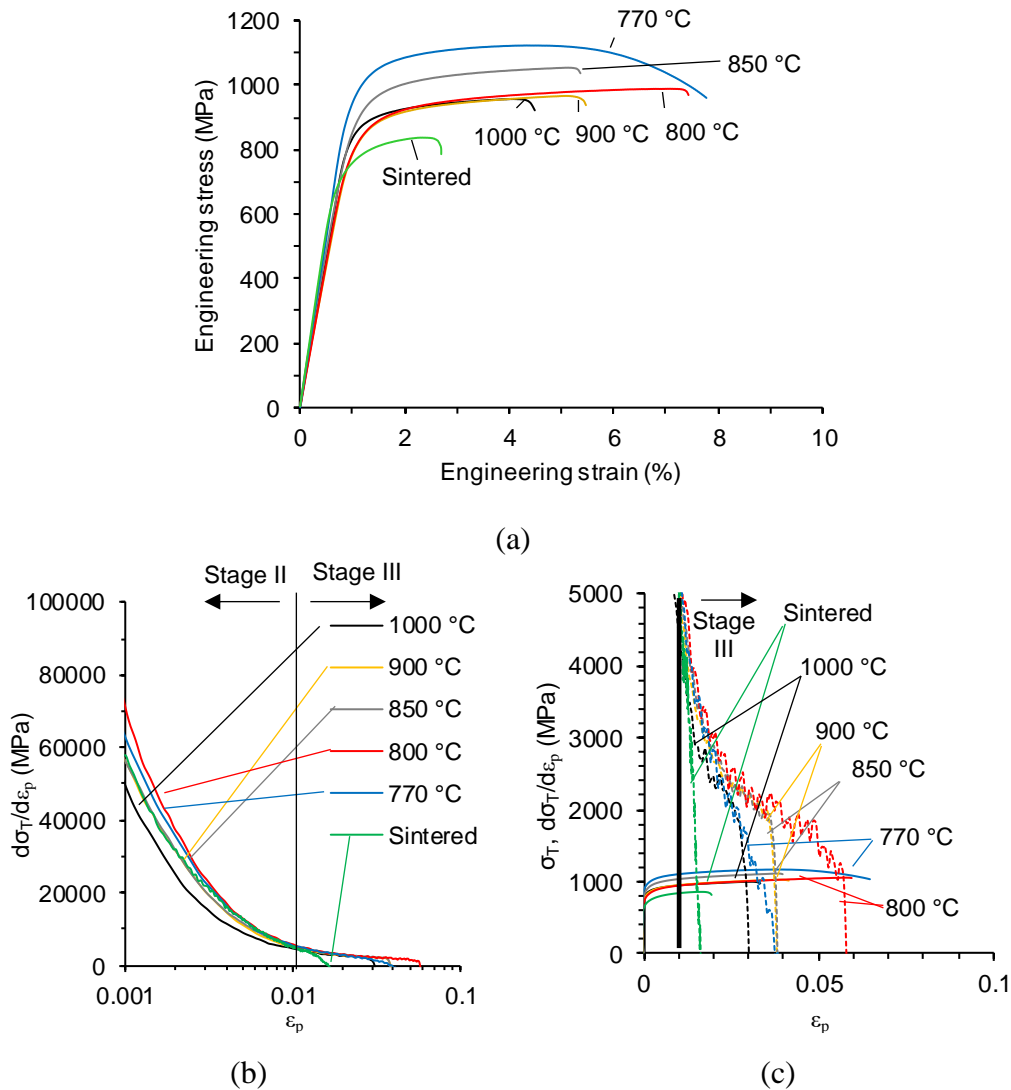 1200
1000
800
600
400
200
0
Engineering stress (MPa)
770 °C
850 °C
1000 °C
900 °C
800 °C
Sintered
0
2
4
6
8
10
Engineering strain (%)
(a)
Stage II
Stage III
100000
80000
60000
40000
20000
0
dσT/dεp (MPa)
1000 °C
900 °C
850 °C
800 °C
770 °C
Sintered
0.001
0.01
0.1
εp
(b)
5000
4000
3000
2000
1000
0
σT, dσT/dεp (MPa)
Stage
III
Sintered
1000 °C
900 °C
850 °C
770 °C
800 °C
0
0.05
0.1
εp
(c)